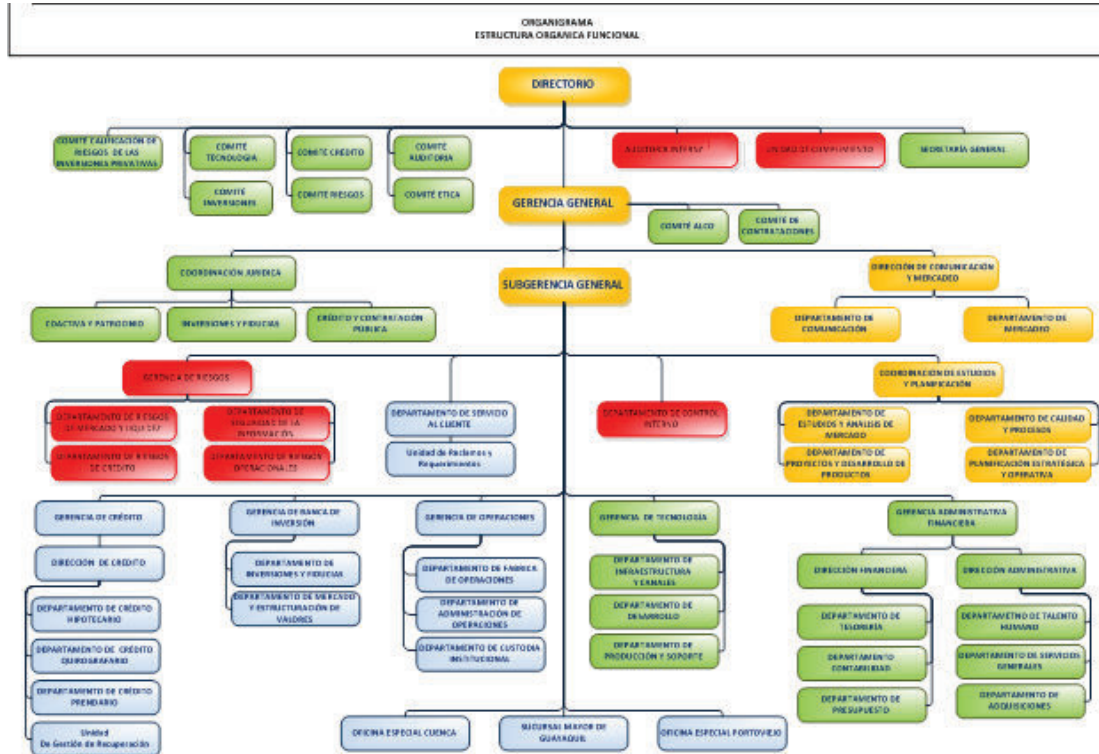 ORGANIGRAMA
ESTRUCTURA ORGANICA FUNCIONAL
DIRECTORIO
COMITÉ CALIFICACIÓN DE
RIESGOS DE LAS
INVERSIONES PRIVATIVAS
COMITÉ
TECNOLOGIA
COMITÉ CRÉDITO
COMITÉ
AUDITORIA
AUDITORIA INTERNA
UNIDAD DE CUMPLIMIENTO
SECRETARÍA GENERAL
COMITÉ
INVERSIONES
COMITÉ RIESGOS
COMITÉ ETICA
GERENCIA GENERAL
COMITÉ ALCO
COMITÉ DE
CONTRATACIONES
COORDINACIÓN JURIDICA
SUBGERENCIA GENERAL
DIRECCIÓN DE COMUNICACIÓN
Y MERCADEO
COACTIVA Y PATROCINIO
INVERSIONES Y FIDUCIAS
CRÉDITO Y CONTRATACIÓN
PÚBLICA
DEPARTAMENTO DE
COMUNICACIÓN
DEPARTAMENTO DE
MERCADEO
GERENCIA DE RIESGOS
COORDINACIÓN DE ESTUDIOS
Y PLANIFICACIÓN
DEPARTAMENTO DE RIESGOS
DE MERCADO Y LIQUIDEZ
DEPARTAMENTO DE
SEGURIDAD DE LA
INFORMACIÓN
DEPARTAMENTO DE SERVICIO
AL CLIENTE
DEPARTAMENTO DE CONTROL
INTERNO
DEPARTAMENTO DE
ESTUDIOS Y ANÁLISIS DE
MERCADO
DEPARTAMENTO DE CALIDAD
Y PROCESOS
DEPARTAMENTO DE RIESGOS
DE CRÉDITO
DEPARTAMENTO DE RIESGOS
OPERACIONALES
Unidad de Reclamos y
Requerimientos
DEPARTAMENTO DE
PROYECTOS Y DESARROLLO DE
PRODUCTOS
DEPARTAMENTO DE
PLANIFICACIÓN ESTRATÉGICA
Y OPERATIVA
GERENCIA DE CRÉDITO
GERENCIA DE BANCA DE
INVERSIÓN
GERENCIA DE OPERACIONES
GERENCIA DE TECNOLOGÍA
GERENCIA ADMINISTRATIVA
FINANCIERA
DIRECCIÓN DE CRÉDITO
DEPARTAMENTO DE
INVERSIONES Y FIDUCIAS
DEPARTAMENTO DE FABRICA
DE OPERACIONES
DEPARTAMENTO DE
INFRAESTRUCTURA
Y CANALES
DIRECCIÓN FINANCIERA
DIRECCIÓN ADMINISTRATIVA
DEPARTAMENTO DE CRÉDITO
HIPOTECARIO
DEPARTAMENTO DE MERCADO
Y ESTRUCTURACIÓN DE
VALORES
DEPARTAMENTO DE
ADMINISTRACIÓN DE
OPERACIONES
DEPARTAMENTO DE
DESARROLLO
DEPARTAMENTO DE
TESORERÍA
DEPARTAMETNO DE TALENTO
HUMANO
DEPARTAMENTO DE CRÉDITO
QUIROGRAFARIO
DEPARTAMENTO DE CUSTODIA
INSTITUCIONAL
DEPARTAMENTO DE
PRODUCCIÓN Y SOPORTE
DEPARTAMENTO
CONTABILIDAD
DEPARTAMENTO DE SERVICIOS
GENERALES
DEPARTAMENTO DE CRÉDITO
PRENDARIO
DEPARTAMENTO DE
PRESUPUESTO
DEPARTAMENTO DE
ADQUISICIONES
Unidad
De Gestión de Recuperación
OFICINA ESPECIAL CUENCA
SUCURSAL MAYOR DE
GUAYAQUIL
OFICINA ESPECIAL PORTOVIEJO